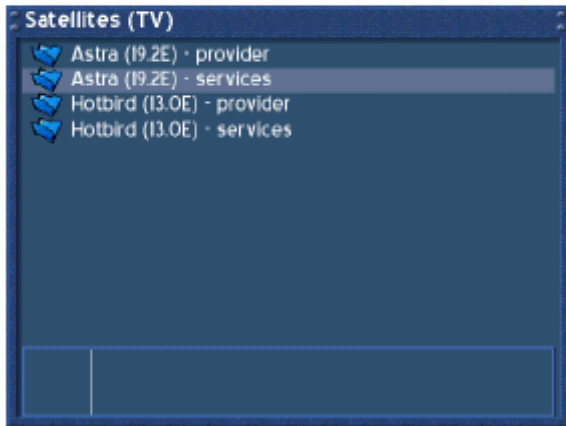 Satellites (TV)
Astra (19.2E) - provider
Astra (19.2E) - services
Hotbird (13.0E) - provider
Hotbird (13.0E) - services